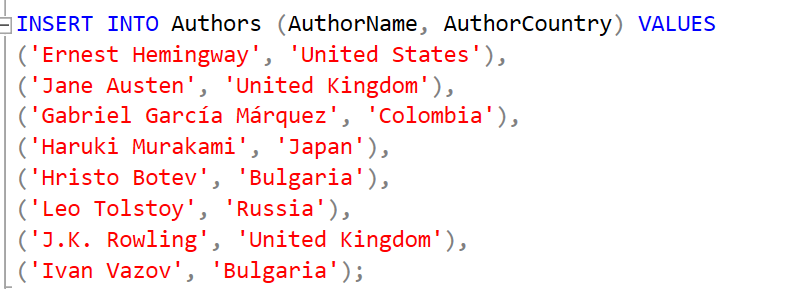 INSERT INTO Authors (AuthorName, AuthorCountry) VALUES
('Ernest Hemingway', 'United States'),
('Jane Austen', 'United Kingdom'),
('Gabriel García Márquez', 'Colombia'),
('Haruki Murakami', 'Japan'),
('Hristo Botev', 'Bulgaria'),
('Leo Tolstoy', 'Russia'),
('J.K. Rowling', 'United Kingdom'),
('Ivan Vazov', 'Bulgaria');